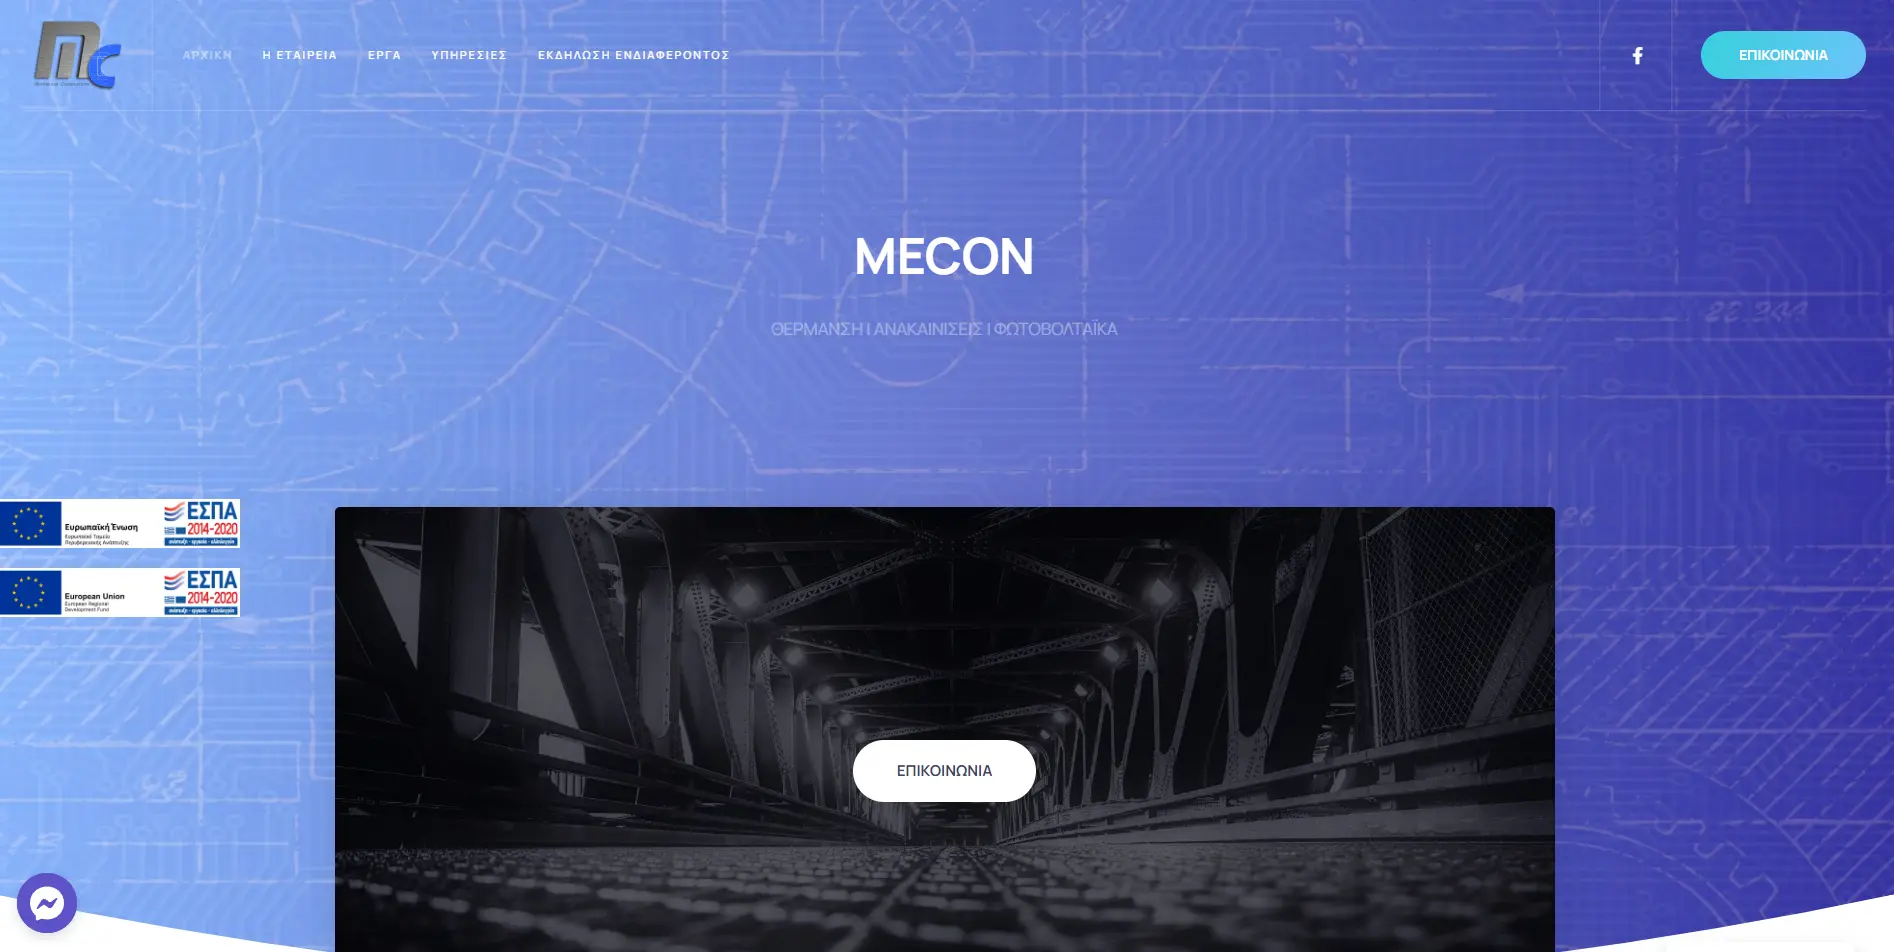 ΑΡΧΙΚΗ
Η ΕΤΑΙΡΕΙΑ
ΕΡΓΑ
ΥΠΗΡΕΣΙΕΣ
ΕΚΔΗΛΩΣΗ ΕΝΔΙΑΦΕΡΟΝΤΟΣ
ΕΠΙΚΟΙΝΩΝΙΑ
MECON
ΘΕΡΜΑΝΣΗ | ΑΝΑΚΑΙΝΙΣΕΙΣ | ΦΩΤΟΒΟΛΤΑΪΚΑ
Ευρωπαϊκή Ένωση
Ευρωπαϊκό Ταμείο
Περιφερειακής Ανάπτυξης
ΕΣΠΑ
2014-2020
ανάπτυξη - εργασία - αλληλεγγύη
European Union
European Regional
Development Fund
ΕΣΠΑ
2014-2020
ανάπτυξη - εργασία - αλληλεγγύη
ΕΠΙΚΟΙΝΩΝΙΑ